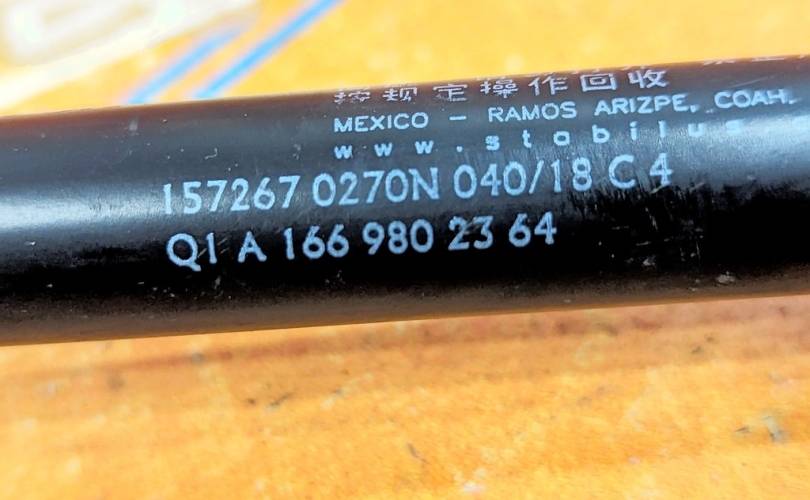 按规定操作回收
MEXICO - RAMOS ARIZPE, COAH.
www.stabilus
157267 0270N 040/18 C 4
Q1 A 166 980 23 64